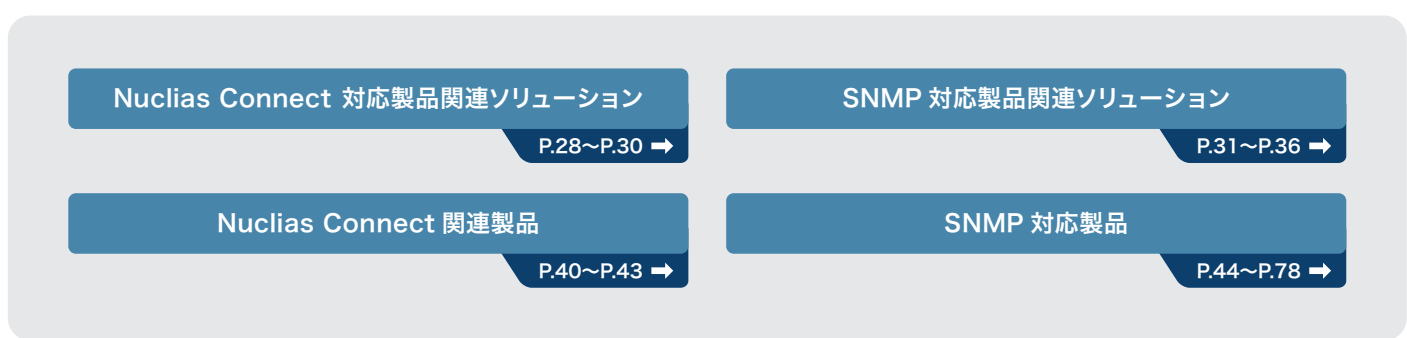 Nuclias Connect 対応製品関連ソリューション
P.28〜P.30 ➡
SNMP 対応製品関連ソリューション
P.31〜P.36 ➡
Nuclias Connect 関連製品
P.40〜P.43 ➡
SNMP 対応製品
P.44〜P.78 ➡